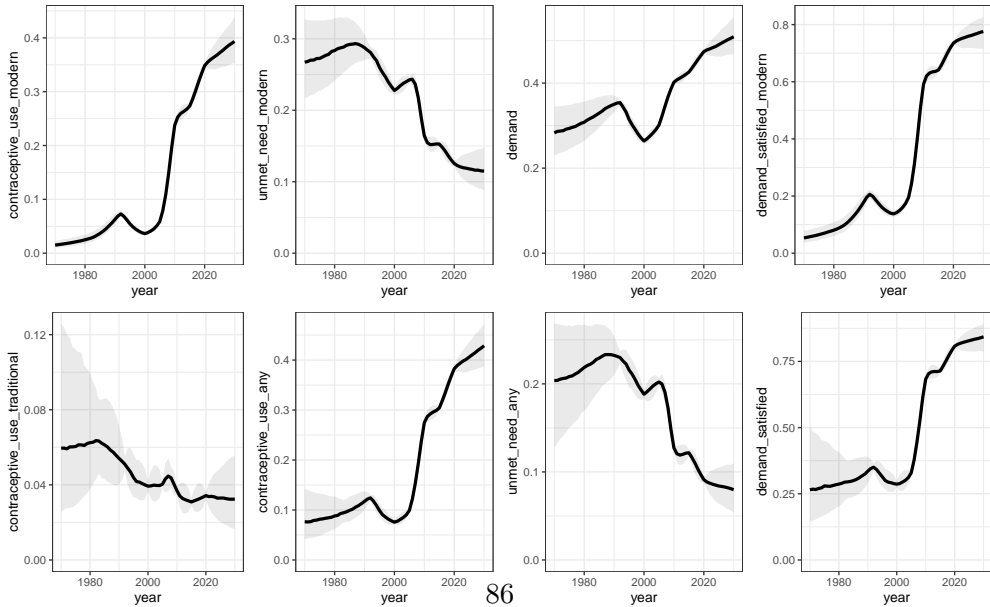 contraceptive_use_modern
0.4
0.3
0.2
0.1
0.0
1980 2000 2020
year
unmet_need_modern
0.3
0.2
0.1
0.0
1980 2000 2020
year
demand
0.4
0.2
0.0
1980 2000 2020
year
demand_satisfied_modern
0.8
0.6
0.4
0.2
0.0
1980 2000 2020
year
contraceptive_use_traditional
0.12
0.08
0.04
0.00
1980 2000 2020
year
contraceptive_use_any
0.4
0.3
0.2
0.1
0.0
1980 2000 2020
year
unmet_need_any
0.2
0.1
0.0
1980 2000 2020
year
demand_satisfied
0.75
0.50
0.25
0.00
1980 2000 2020
year
86